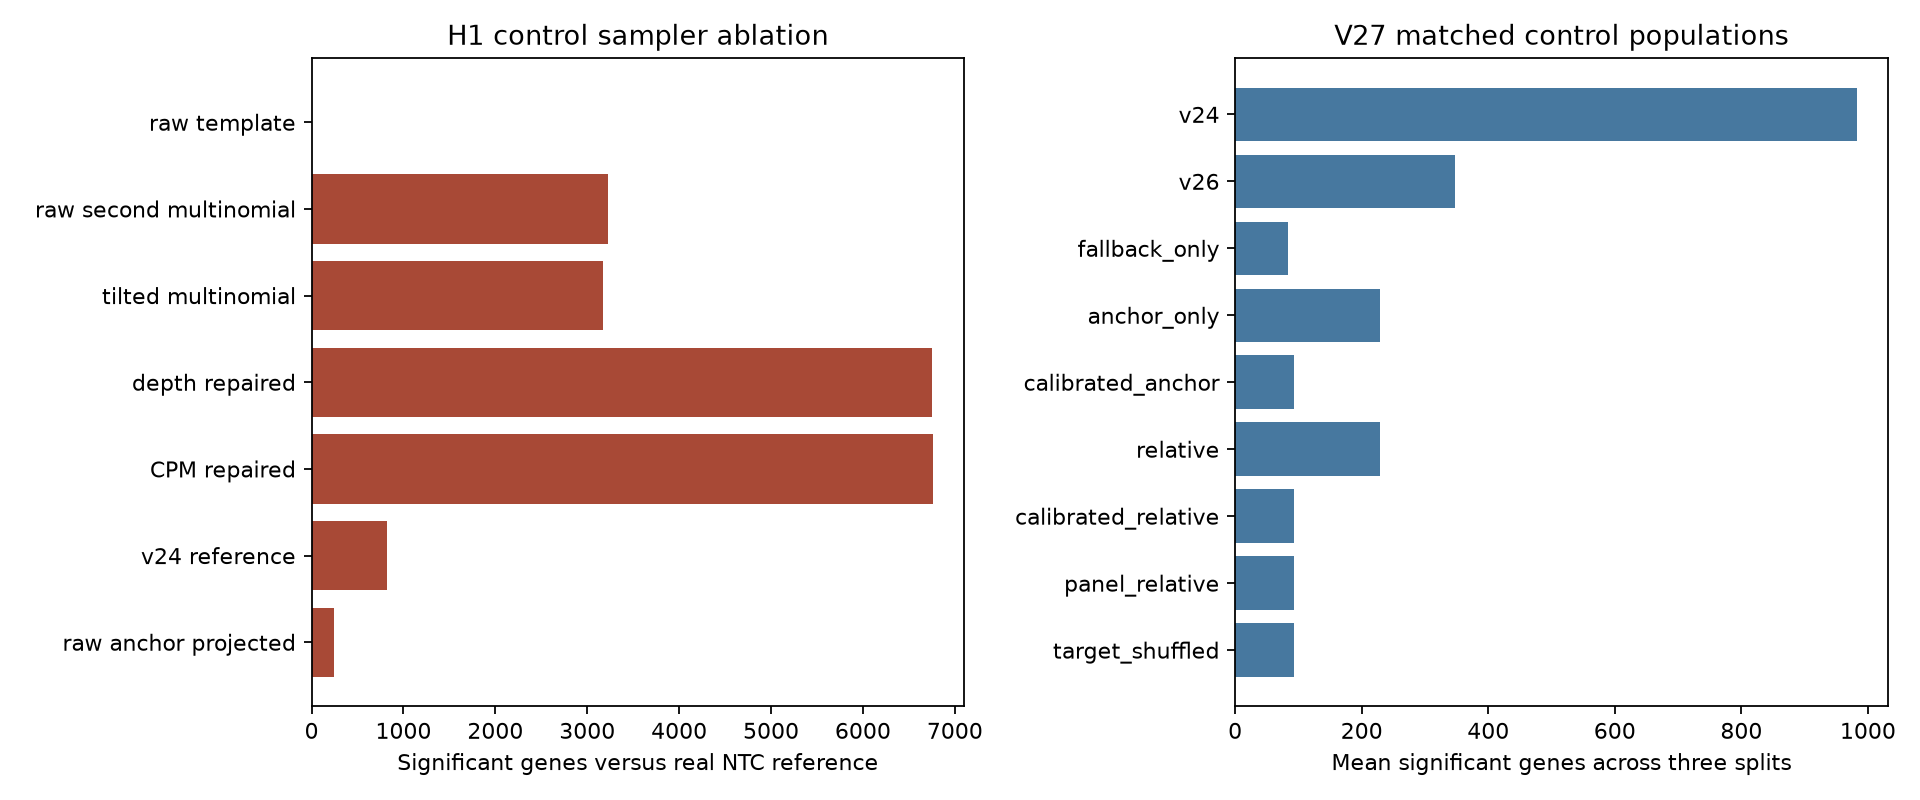 H1 control sampler ablation
raw template
raw second multinomial
tilted multinomial
depth repaired
CPM repaired
v24 reference
raw anchor projected
0 1000 2000 3000 4000 5000 6000 7000
Significant genes versus real NTC reference
V27 matched control populations
v24
v26
fallback_only
anchor_only
calibrated_anchor
relative
calibrated_relative
panel_relative
target_shuffled
0 200 400 600 800 1000
Mean significant genes across three splits